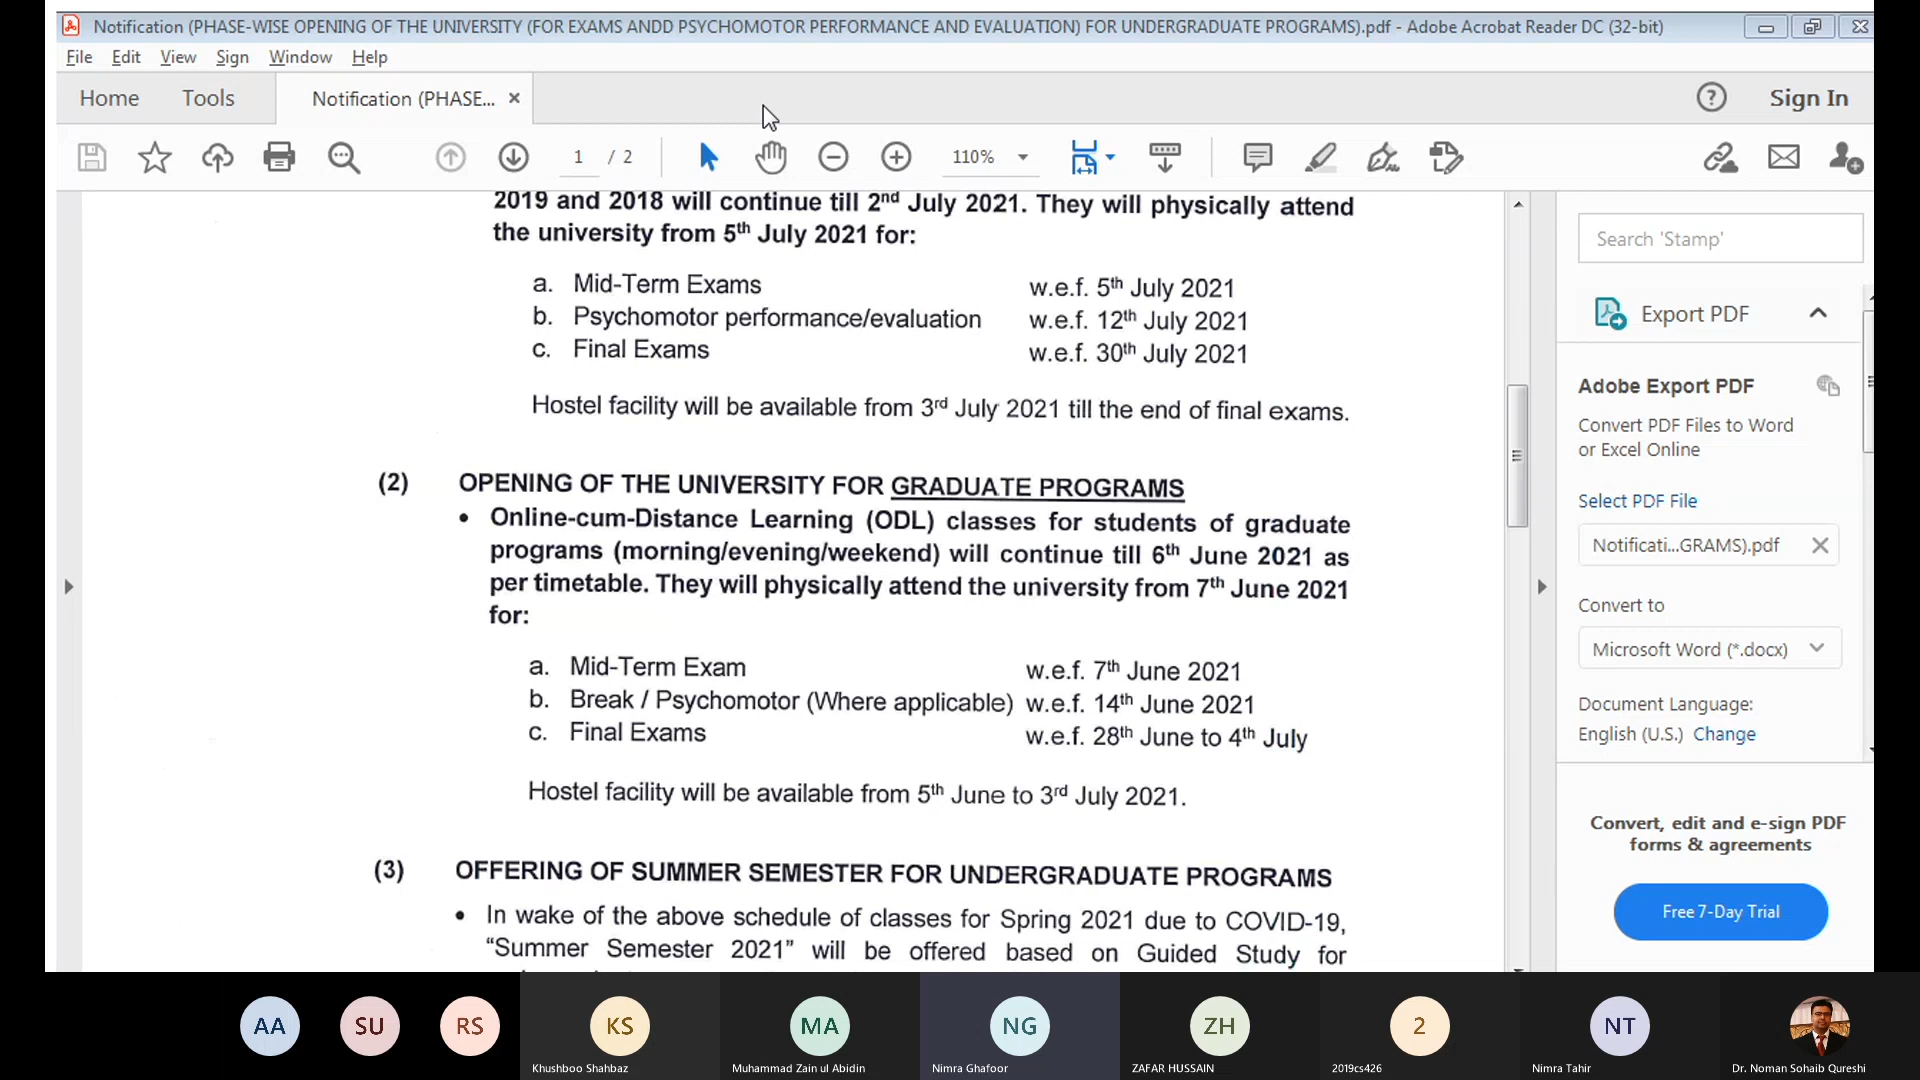 Notification (PHASE-WISE OPENING OF THE UNIVERSITY (FOR EXAMS ANDD PSYCHOMOTOR PERFORMANCE AND EVALUATION) FOR UNDERGRADUATE PROGRAMS).pdf - Adobe Acrobat Reader DC (32-bit)
File Edit View Sign Window Help
Home Tools Notification (PHASE... × Sign In
1 / 2 110%
2019 and 2018 will continue till 2nd July 2021. They will physically attend
the university from 5th July 2021 for:
a. Mid-Term Exams w.e.f. 5th July 2021
b. Psychomotor performance/evaluation w.e.f. 12th July 2021
c. Final Exams w.e.f. 30th July 2021
Hostel facility will be available from 3rd July 2021 till the end of final exams.
(2) OPENING OF THE UNIVERSITY FOR GRADUATE PROGRAMS
• Online-cum-Distance Learning (ODL) classes for students of graduate
programs (morning/evening/weekend) will continue till 6th June 2021 as
per timetable. They will physically attend the university from 7th June 2021
for:
a. Mid-Term Exam w.e.f. 7th June 2021
b. Break / Psychomotor (Where applicable) w.e.f. 14th June 2021
c. Final Exams w.e.f. 28th June to 4th July
Hostel facility will be available from 5th June to 3rd July 2021.
(3) OFFERING OF SUMMER SEMESTER FOR UNDERGRADUATE PROGRAMS
• In wake of the above schedule of classes for Spring 2021 due to COVID-19,
“Summer Semester 2021” will be offered based on Guided Study for
Search 'Stamp'
Export PDF
Adobe Export PDF
Convert PDF Files to Word
or Excel Online
Select PDF File
Notificati...GRAMS).pdf
Convert to
Microsoft Word (*.docx)
Document Language:
English (U.S.) Change
Convert, edit and e-sign PDF
forms & agreements
Free 7-Day Trial
AA SU RS KS MA NG ZH 2 NT
Khushboo Shahbaz Muhammad Zain ul Abidin Nimra Ghafoor ZAFAR HUSSAIN 2019cs426 Nimra Tahir Dr. Noman Sohaib Qureshi